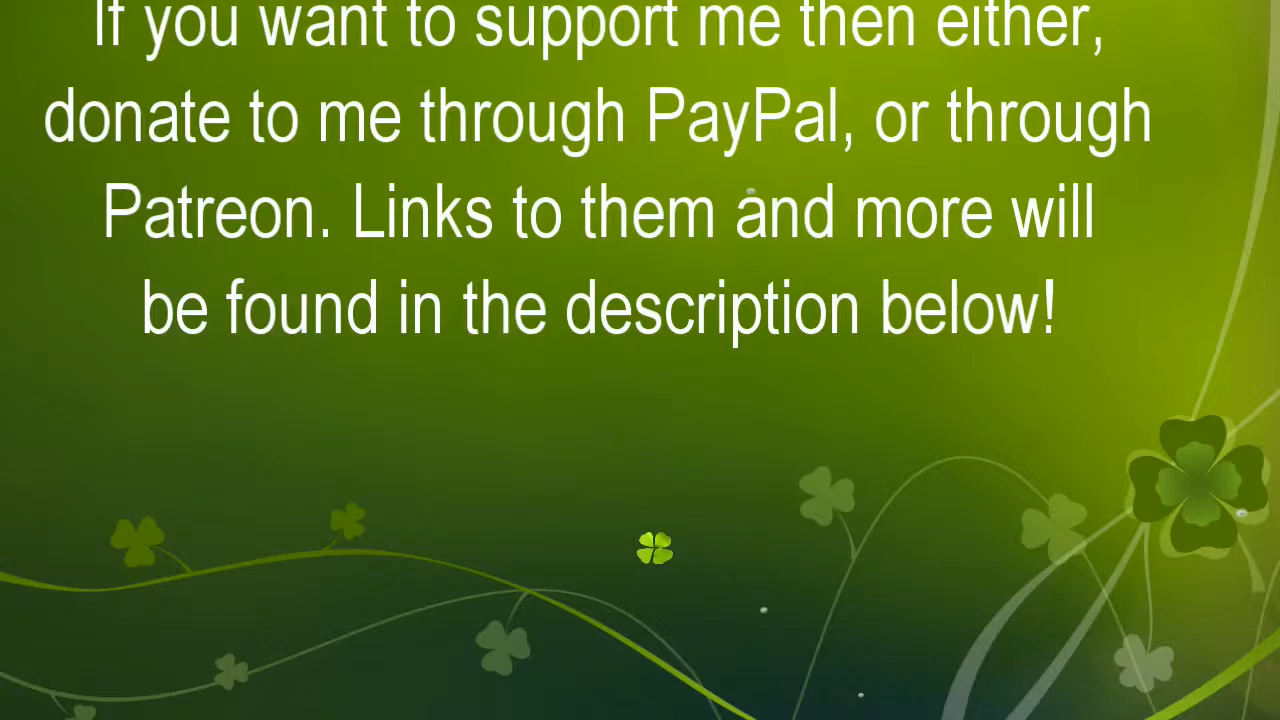 If you want to support me then either,
donate to me through PayPal, or through
Patreon. Links to them and more will
be found in the description below!